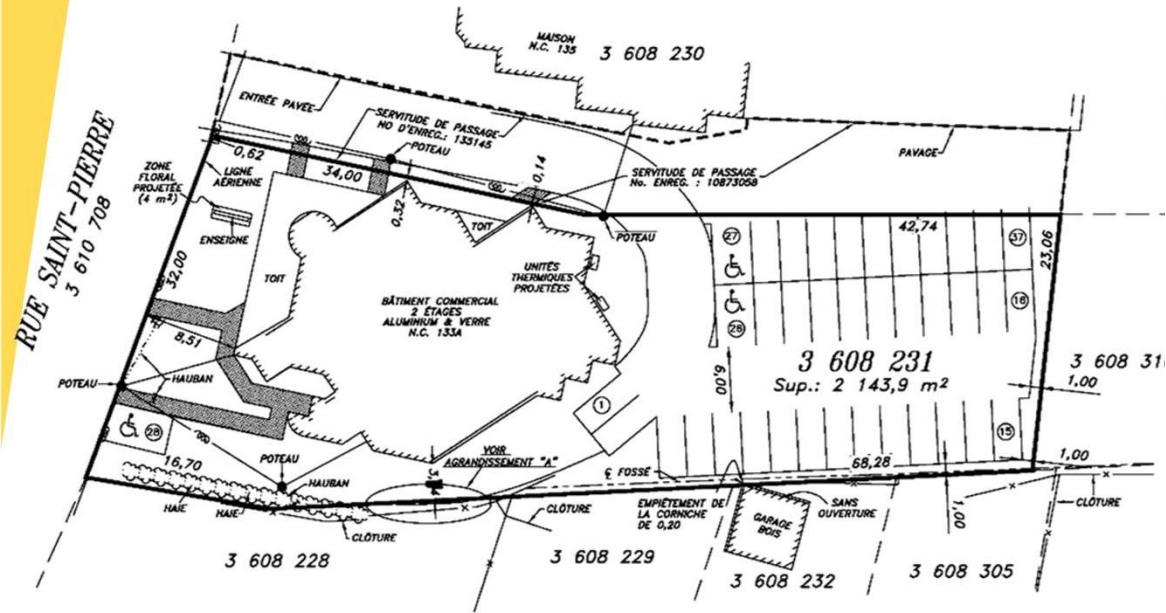 MAISON
N.C. 135
3 608 230
ENTRÉE PAVÉE
SERVITUDE DE PASSAGE
NO D'ENREG.: 135145
POTEAU
PAVAGE
RUE SAINT-PIERRE
3 610 708
ZONE
FLORAL
PROJETÉE
(4 m²)
LIGNE
AÉRIENNE
0,62
34,00
0,32
0,14
SERVITUDE DE PASSAGE
No. ENREG. : 10873058
ENSEIGNE
TOIT
TOIT
POTEAU
42,74
27
37
23,06
32,00
UNITÉS
THERMIQUES
PROJETÉES
BÂTIMENT COMMERCIAL
2 ÉTAGES
ALUMINIUM & VERRE
N.C. 133A
18
28
8,51
3 608 231
Sup.: 2 143,9 m²
6,00
3 608 31
1,00
POTEAU
HAUBAN
1
28
15
16,70
POTEAU
HAUBAN
VOIR
AGRANDISSEMENT "A"
℄ FOSSÉ
68,28
1,00
HAIE
HAIE
CLÔTURE
CLÔTURE
EMPIÈTEMENT DE
LA CORNICHE
DE 0,20
GARAGE
BOIS
SANS
OUVERTURE
1,00
CLÔTURE
3 608 228
3 608 229
3 608 232
3 608 305